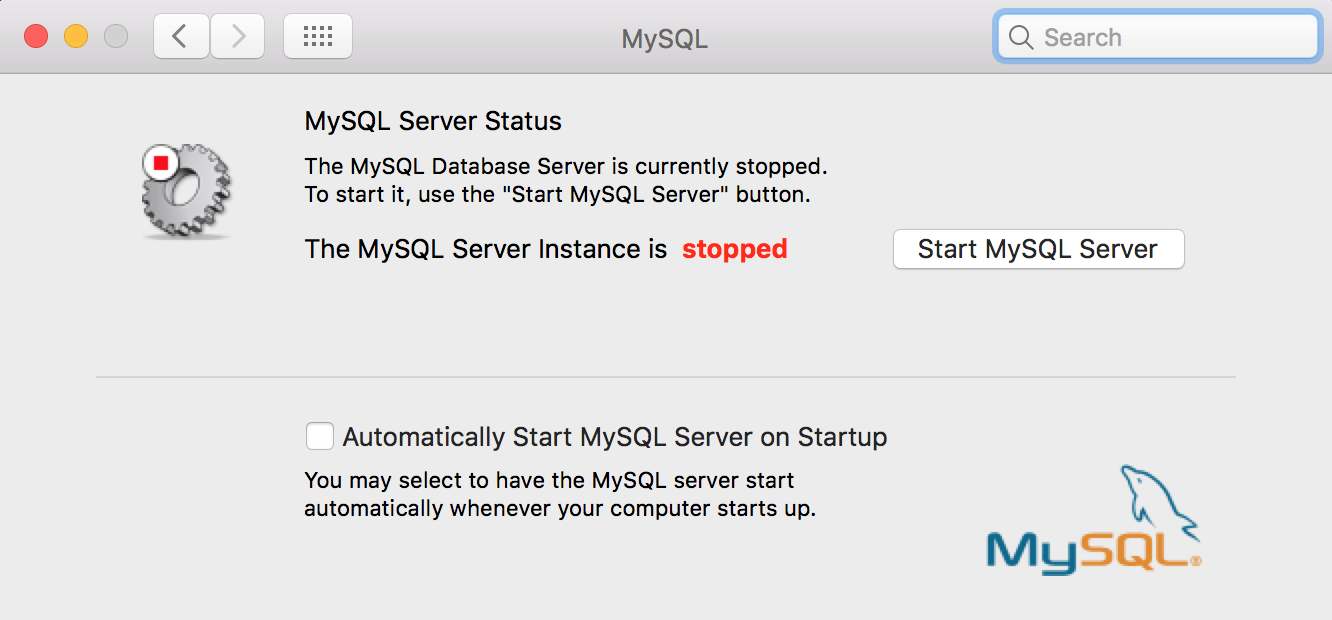 MySQL
Search
MySQL Server Status
The MySQL Database Server is currently stopped.
To start it, use the "Start MySQL Server" button.
The MySQL Server Instance is stopped
Start MySQL Server
Automatically Start MySQL Server on Startup
You may select to have the MySQL server start
automatically whenever your computer starts up.
MySQL®